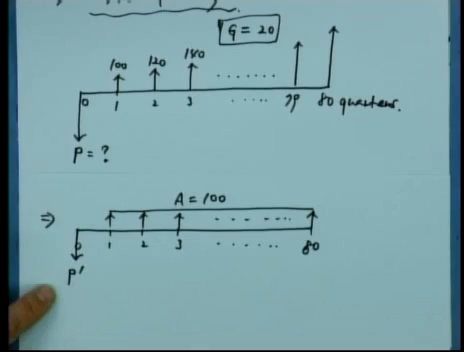 G = 20
100 120 140
0 1 2 3 79 80 quarters.
P = ?
⇒ A = 100
0 1 2 3 80
P'